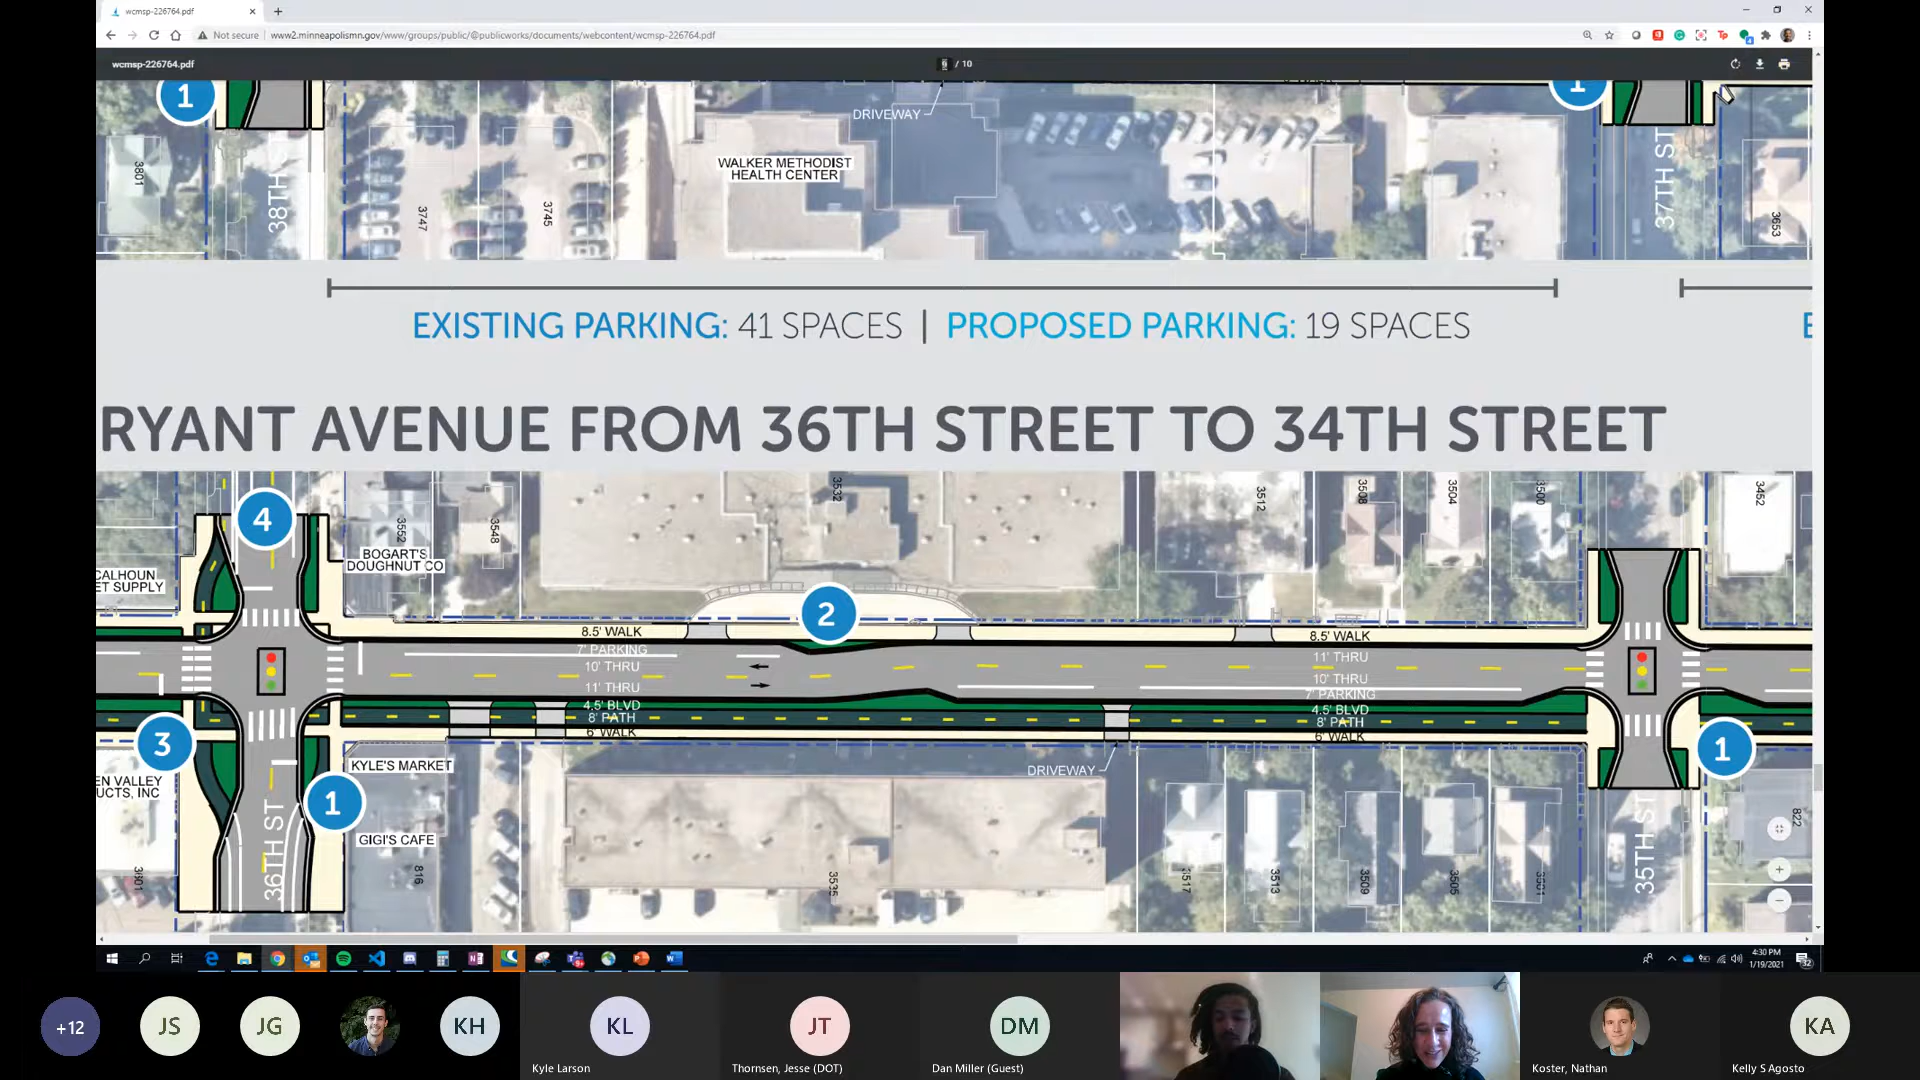 wcmsp-226764.pdf
Not secure
www2.minneapolismn.gov/www/groups/public/@publicworks/documents/webcontent/wcmsp-226764.pdf
wcmsp-226764.pdf
9 / 10
1
1
DRIVEWAY
WALKER METHODIST
HEALTH CENTER
3801
38TH ST
3747
3745
37TH ST
3653
EXISTING PARKING: 41 SPACES | PROPOSED PARKING: 19 SPACES
E
RYANT AVENUE FROM 36TH STREET TO 34TH STREET
4
3552
3548
3532
3512
3508
3504
3500
3452
BOGART'S
DOUGHNUT CO
CALHOUN
ET SUPPLY
2
8.5' WALK
7' PARKING
10' THRU
11' THRU
4.5' BLVD
8' PATH
6' WALK
8.5' WALK
11' THRU
10' THRU
7' PARKING
4.5' BLVD
8' PATH
6' WALK
3
1
KYLE'S MARKET
DRIVEWAY
EN VALLEY
UCTS, INC
1
GIGI'S CAFE
36TH ST
816
3535
3517
3513
3509
3505
35TH ST
822
3601
4:30 PM
1/19/2021
+12
JS
JG
KH
KL
JT
DM
KA
Kyle Larson
Thornsen, Jesse (DOT)
Dan Miller (Guest)
Koster, Nathan
Kelly S Agosto